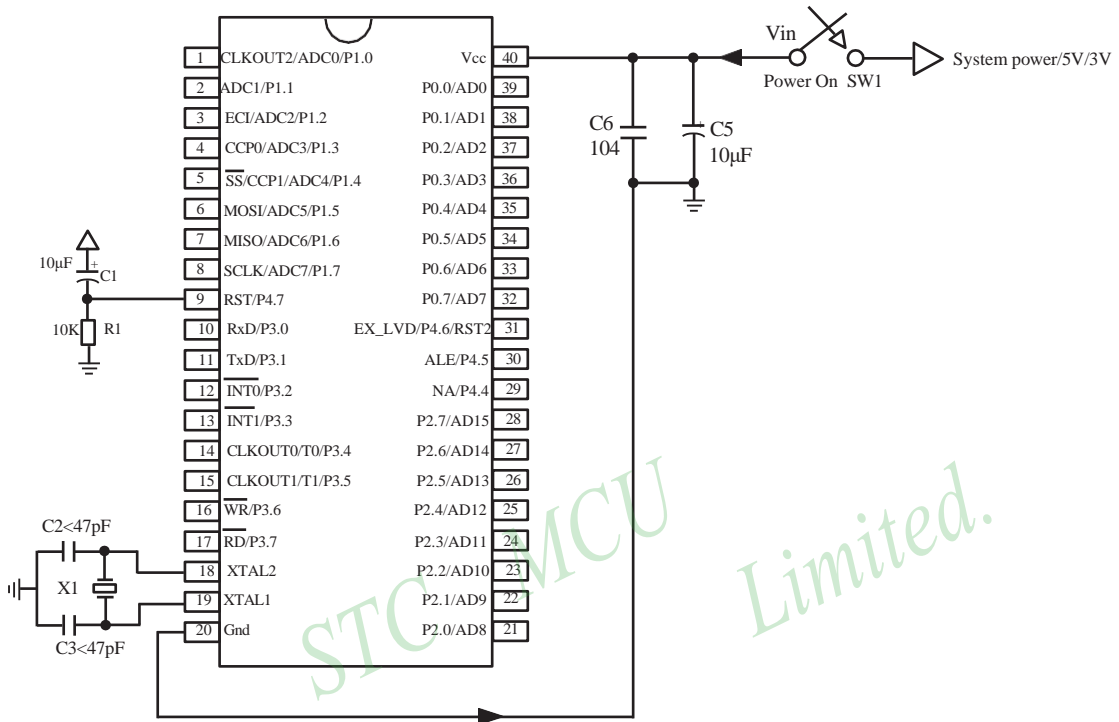 1 CLKOUT2/ADC0/P1.0
2 ADC1/P1.1
3 ECI/ADC2/P1.2
4 CCP0/ADC3/P1.3
5 SS/CCP1/ADC4/P1.4
6 MOSI/ADC5/P1.5
7 MISO/ADC6/P1.6
8 SCLK/ADC7/P1.7
9 RST/P4.7
10 RxD/P3.0
11 TxD/P3.1
12 INT0/P3.2
13 INT1/P3.3
14 CLKOUT0/T0/P3.4
15 CLKOUT1/T1/P3.5
16 WR/P3.6
17 RD/P3.7
18 XTAL2
19 XTAL1
20 Gnd
Vcc 40
P0.0/AD0 39
P0.1/AD1 38
P0.2/AD2 37
P0.3/AD3 36
P0.4/AD4 35
P0.5/AD5 34
P0.6/AD6 33
P0.7/AD7 32
EX_LVD/P4.6/RST2 31
ALE/P4.5 30
NA/P4.4 29
P2.7/AD15 28
P2.6/AD14 27
P2.5/AD13 26
P2.4/AD12 25
P2.3/AD11 24
P2.2/AD10 23
P2.1/AD9 22
P2.0/AD8 21
10µF
+
C1
10K
R1
C2<47pF
X1
C3<47pF
Vin
Power On SW1
System power/5V/3V
C6
104
+
C5
10µF
STC MCU Limited.